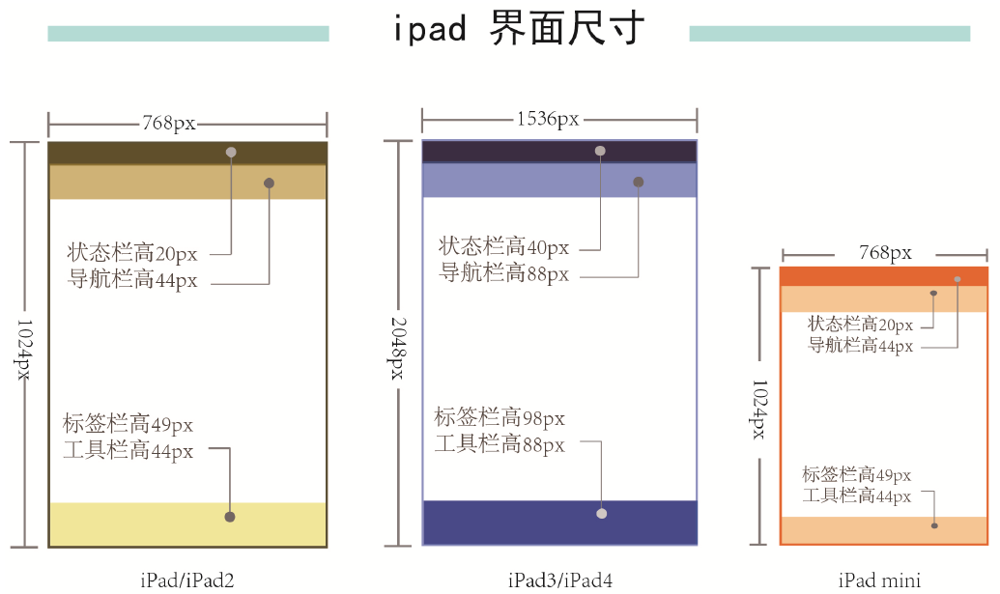 ipad 界面尺寸
768px
1024px
状态栏高20px
导航栏高44px
标签栏高49px
工具栏高44px
iPad/iPad2
1536px
2048px
状态栏高40px
导航栏高88px
标签栏高98px
工具栏高88px
iPad3/iPad4
768px
1024px
状态栏高20px
导航栏高44px
标签栏高49px
工具栏高44px
iPad mini